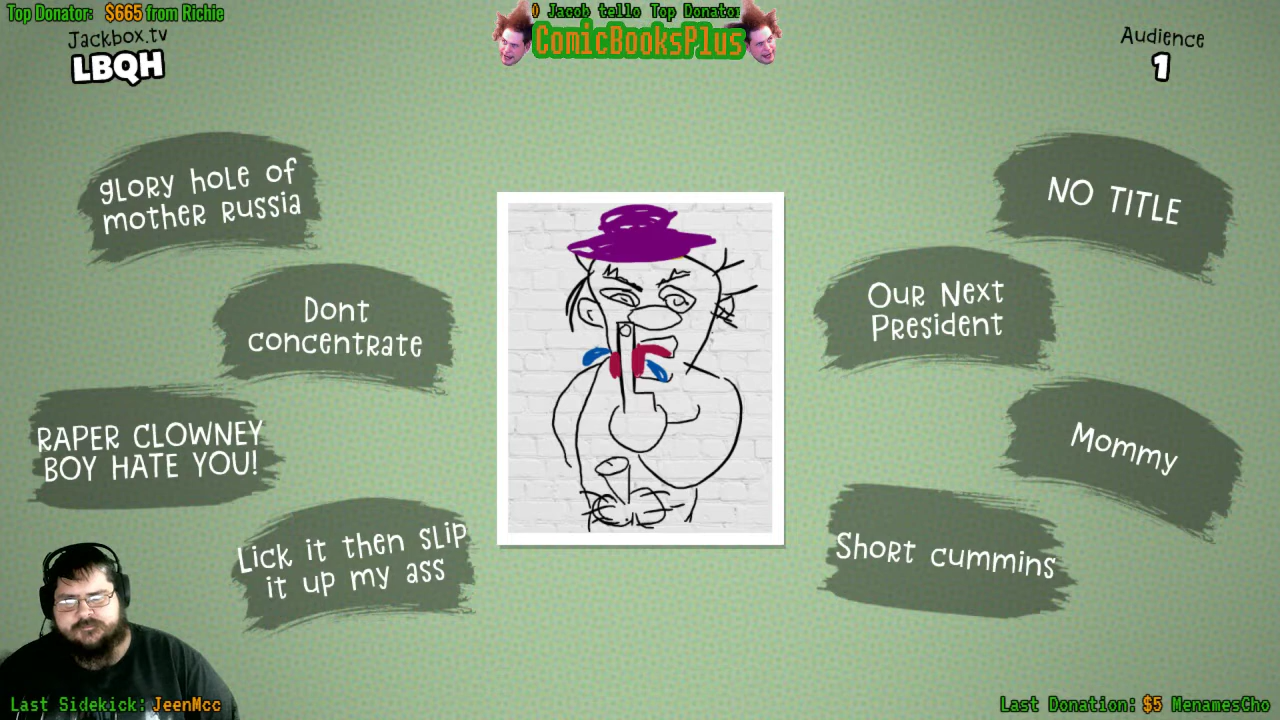 Top Donator: $665 from Richie
Jackbox.tv
LBQH
0 Jacob tello Top Donator
ComicBooksPlus
Audience
1
glory hole of
mother Russia
Dont
concentrate
RAPER CLOWNEY
BOY HATE YOU!
Lick it then slip
it up my ass
NO TITLE
Our Next
President
Mommy
Short cummins
Last Sidekick: JeenMcc
Last Donation: $5 MenamesCho